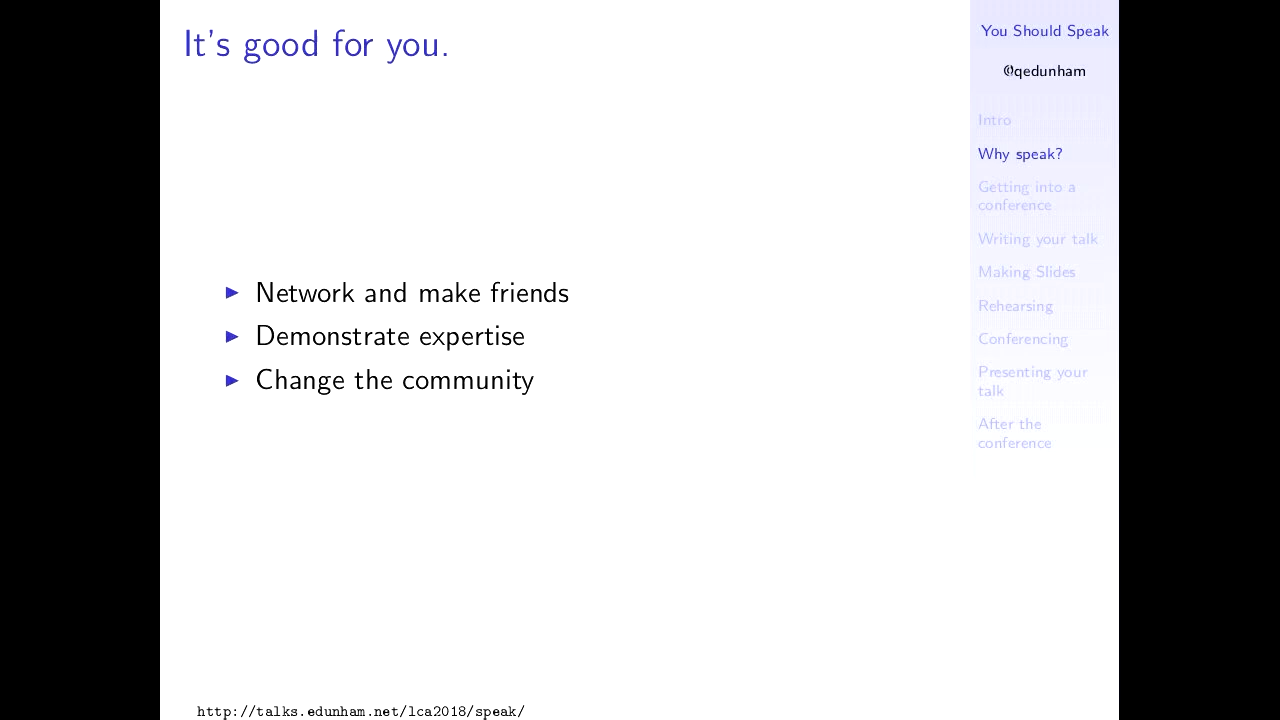 It's good for you.
Network and make friends
Demonstrate expertise
Change the community
http://talks.edunham.net/lca2018/speak/
You Should Speak
@qedunham
Intro
Why speak?
Getting into a
conference
Writing your talk
Making Slides
Rehearsing
Conferencing
Presenting your
talk
After the
conference